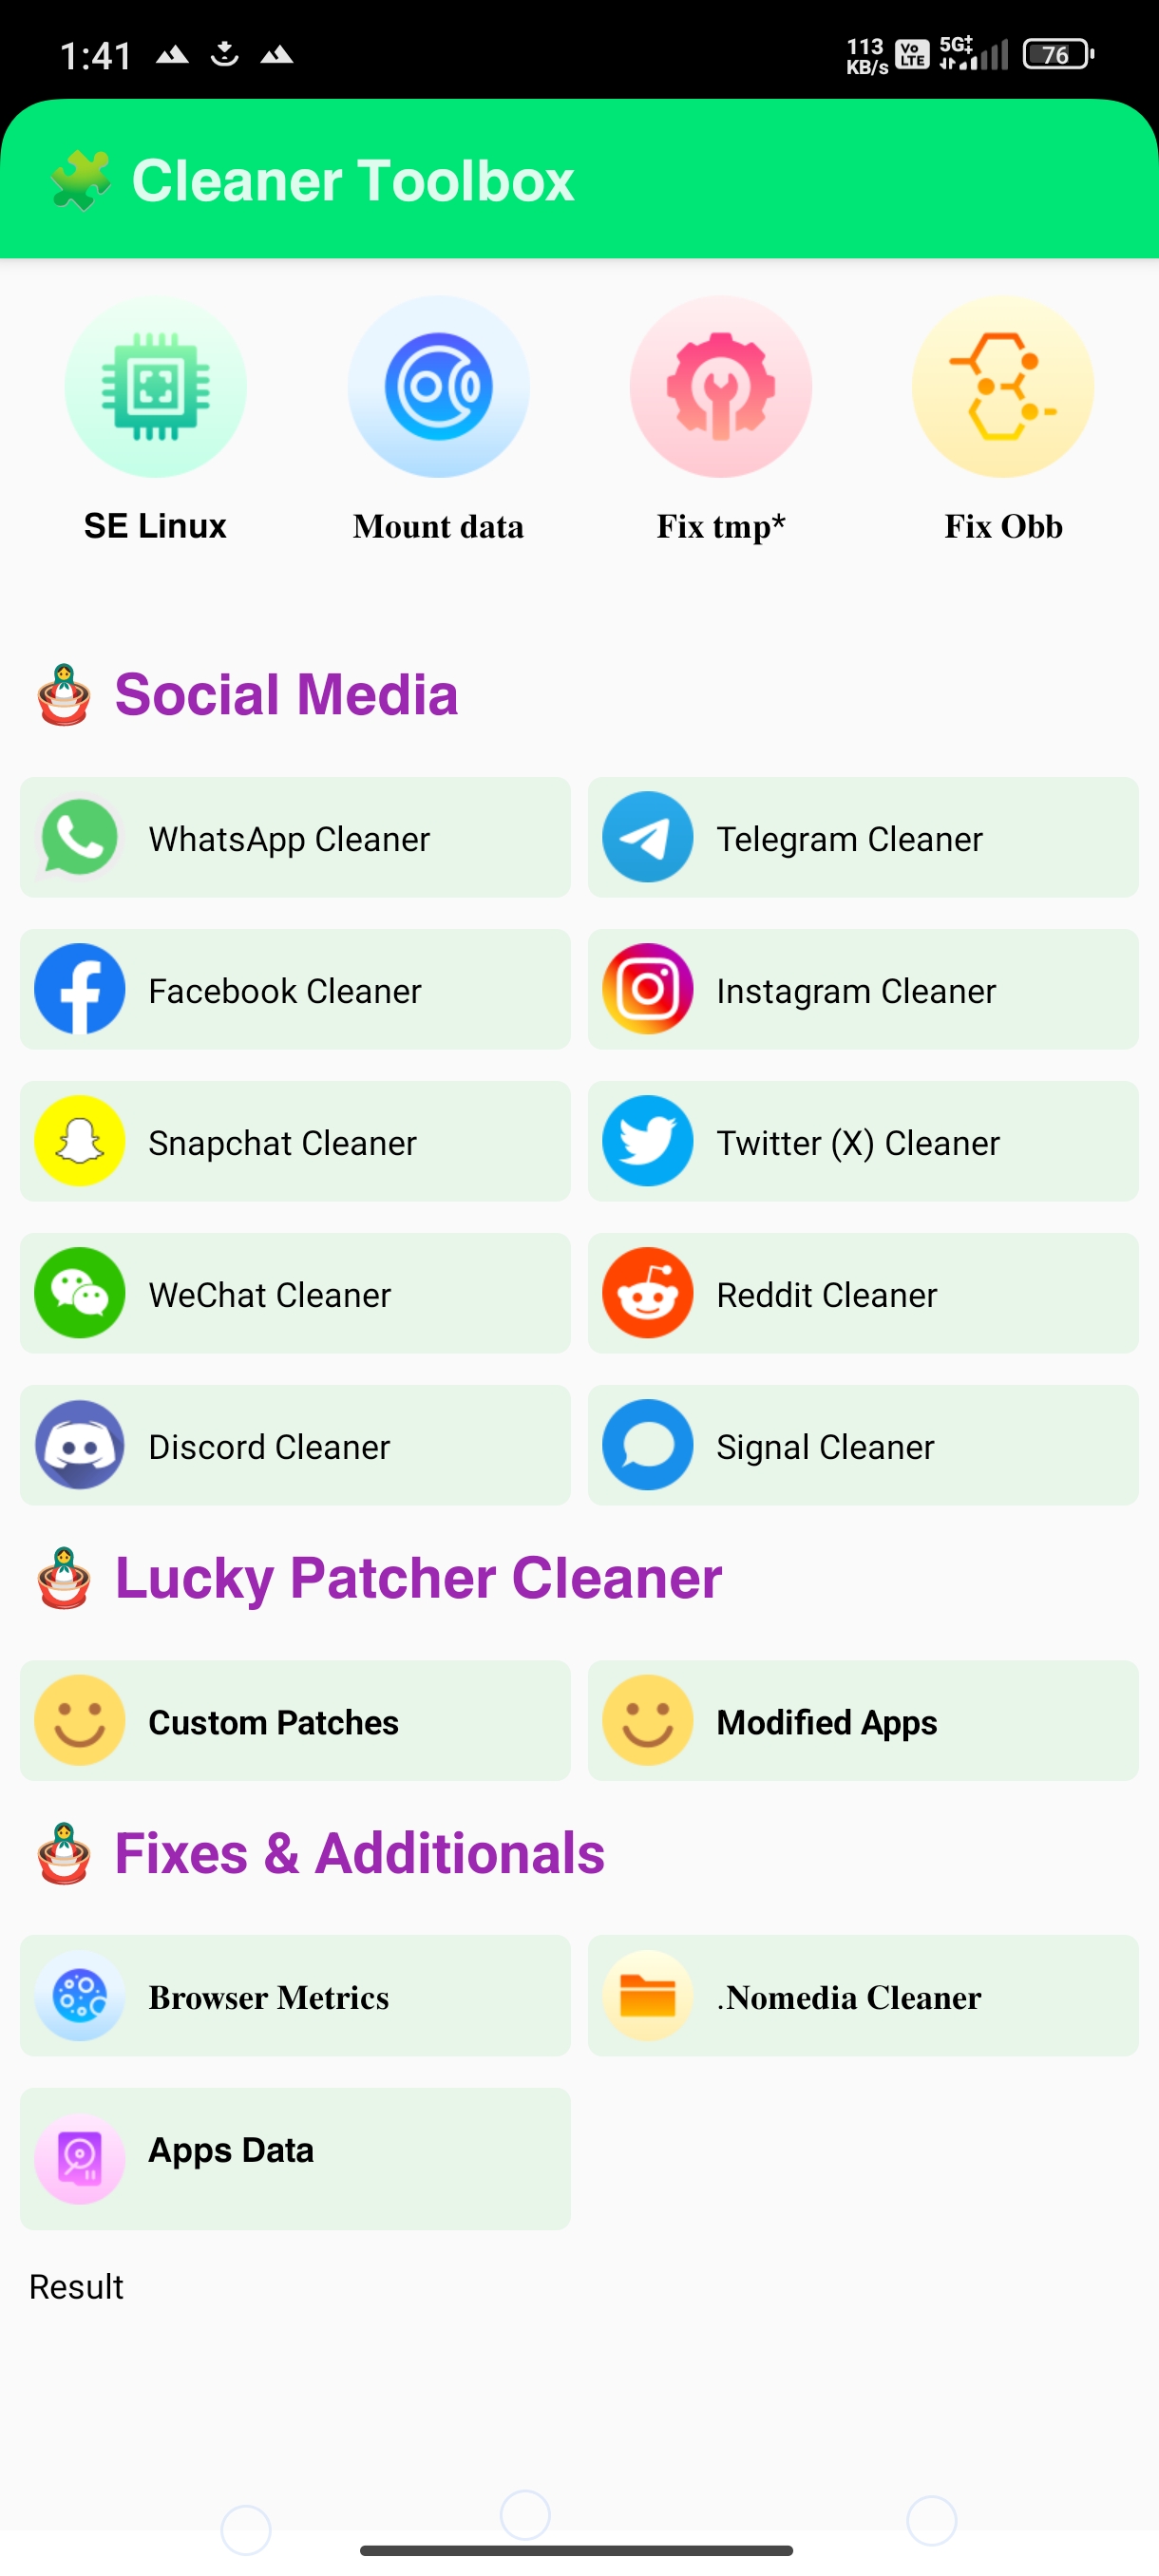 1:41
113 KB/s
Vo LTE
5G
76
Cleaner Toolbox
SE Linux
Mount data
Fix tmp*
Fix Obb
Social Media
WhatsApp Cleaner
Telegram Cleaner
Facebook Cleaner
Instagram Cleaner
Snapchat Cleaner
Twitter (X) Cleaner
WeChat Cleaner
Reddit Cleaner
Discord Cleaner
Signal Cleaner
Lucky Patcher Cleaner
Custom Patches
Modified Apps
Fixes & Additionals
Browser Metrics
.Nomedia Cleaner
Apps Data
Result